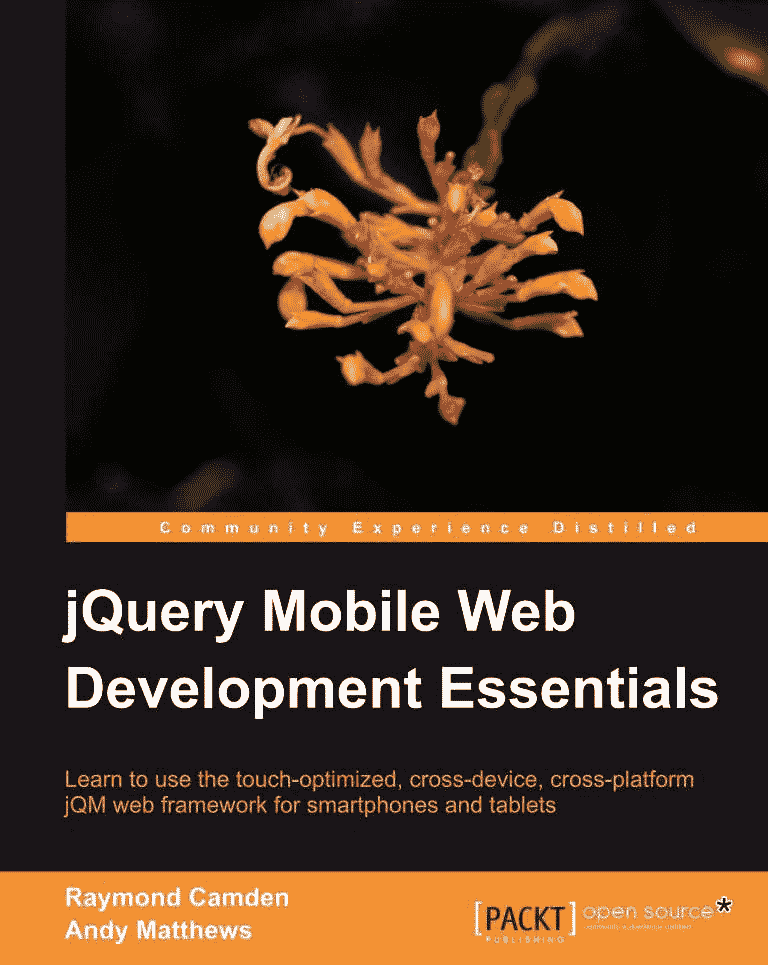 Community Experience Distilled
jQuery Mobile Web
Development Essentials
Learn to use the touch-optimized, cross-device, cross-platform
jQM web framework for smartphones and tablets
Raymond Camden
Andy Matthews
[PACKT] open source*
PUBLISHING